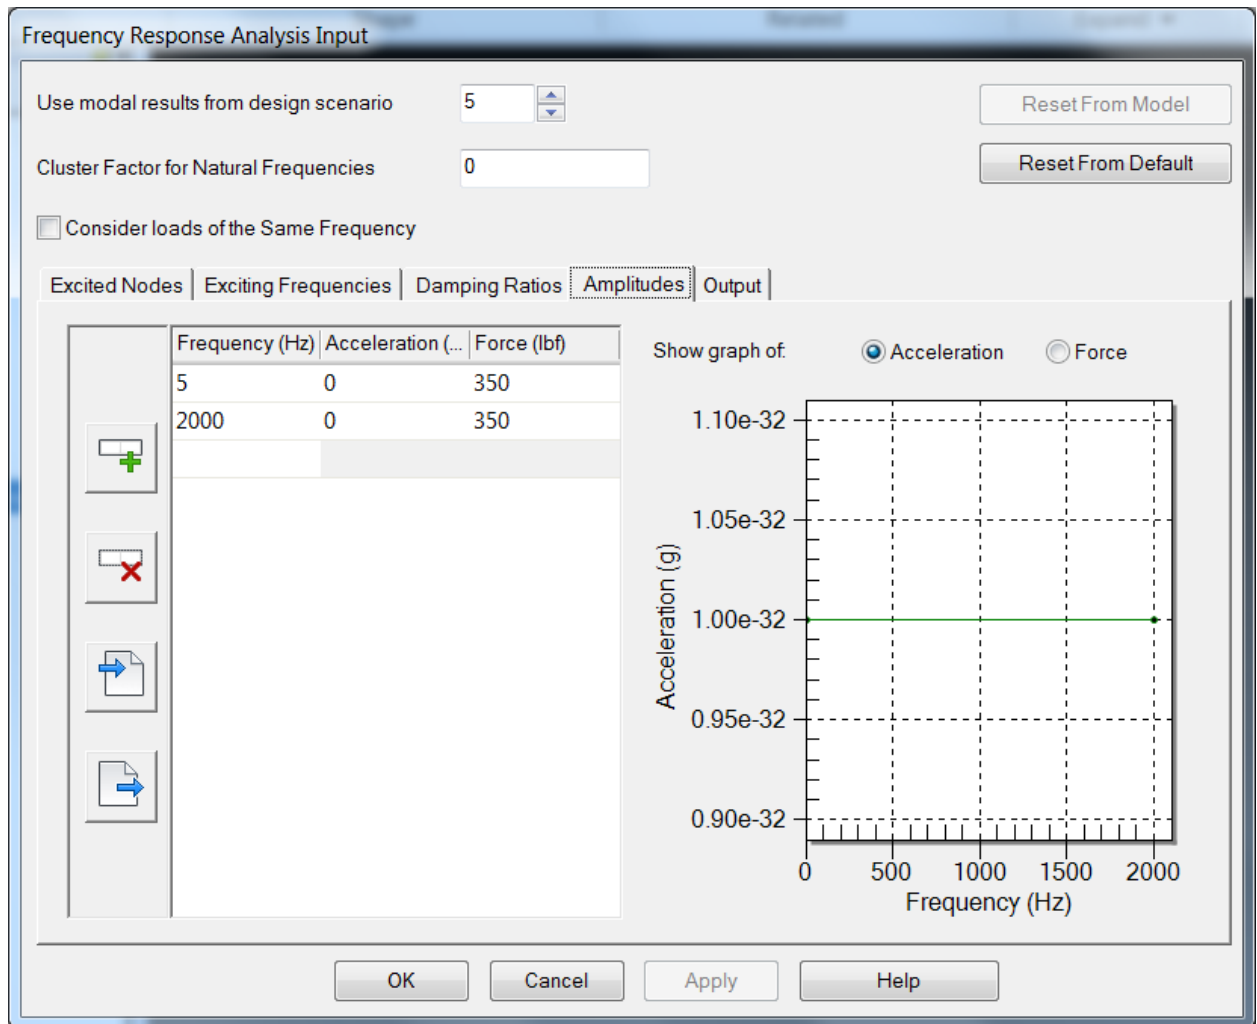 Frequency Response Analysis Input
Use modal results from design scenario 5 Reset From Model
Cluster Factor for Natural Frequencies 0 Reset From Default
Consider loads of the Same Frequency
Excited Nodes Exciting Frequencies Damping Ratios Amplitudes Output
Frequency (Hz) Acceleration (... Force (lbf)
5 0 350
2000 0 350
Show graph of: Acceleration Force
1.10e-32
1.05e-32
1.00e-32
0.95e-32
0.90e-32
Acceleration (g)
0 500 1000 1500 2000
Frequency (Hz)
OK Cancel Apply Help